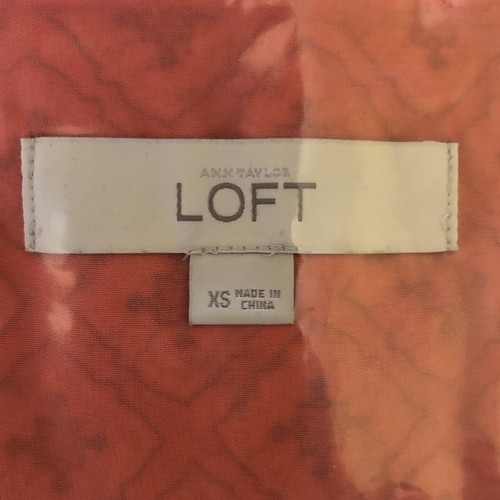 ANN TAYLOR
LOFT
XS MADE IN
CHINA